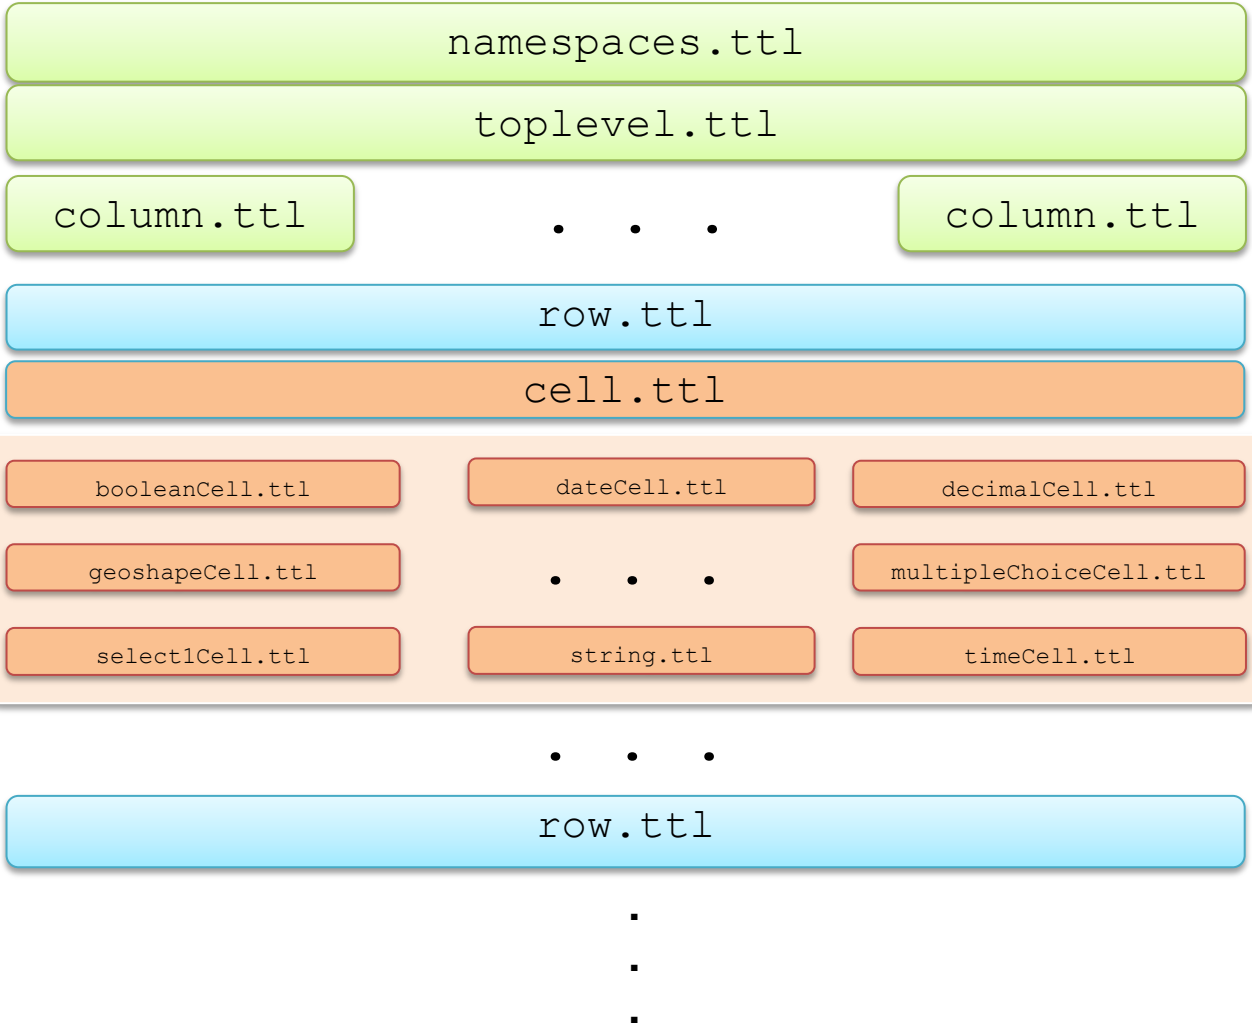 namespaces.ttl
toplevel.ttl
column.ttl . . . column.ttl
row.ttl
cell.ttl
booleanCell.ttl dateCell.ttl decimalCell.ttl
geoshapeCell.ttl . . . multipleChoiceCell.ttl
select1Cell.ttl string.ttl timeCell.ttl
. . .
row.ttl
.
.
.